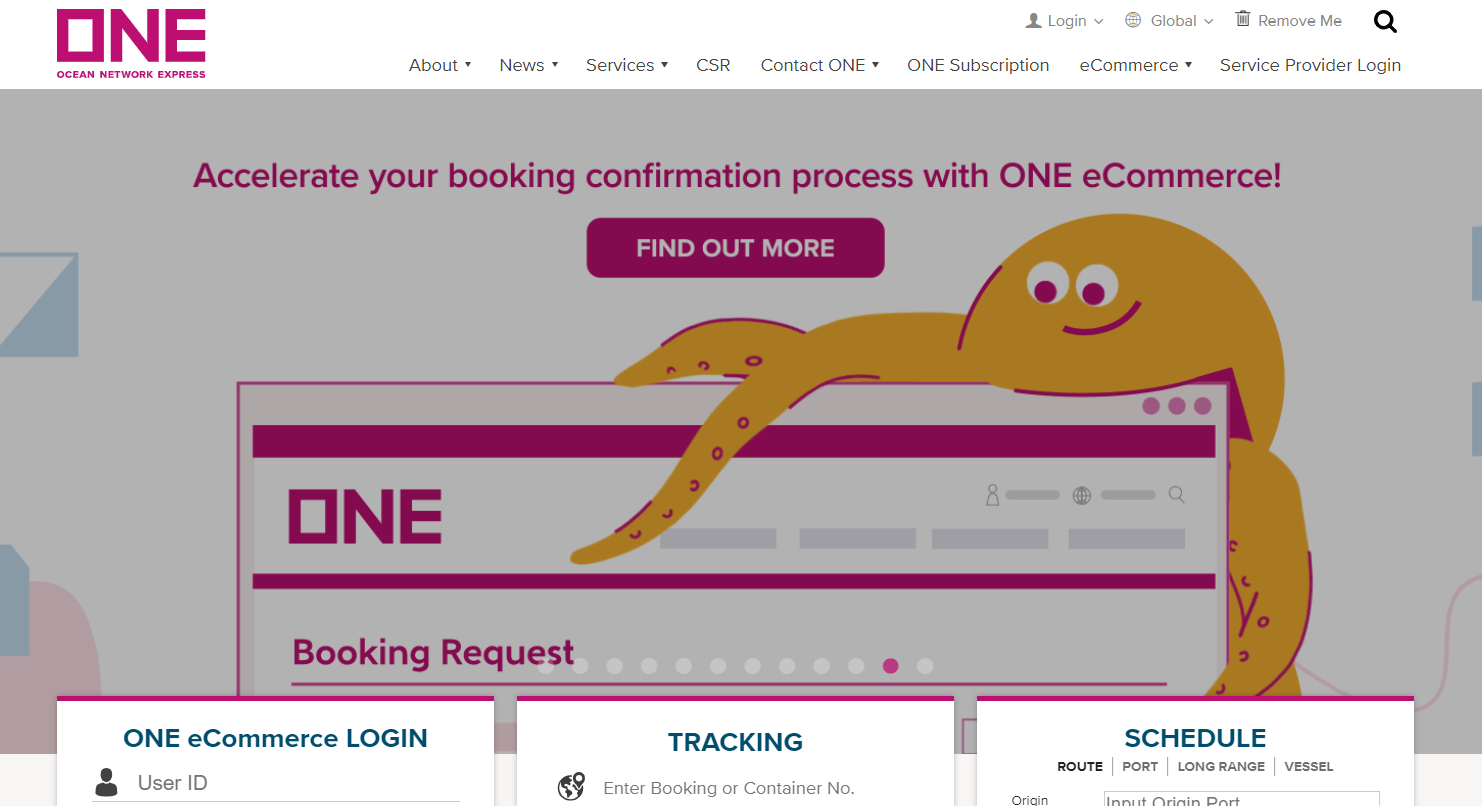 ONE
OCEAN NETWORK EXPRESS
Login
Global
Remove Me
About
News
Services
CSR
Contact ONE
ONE Subscription
eCommerce
Service Provider Login
Accelerate your booking confirmation process with ONE eCommerce!
FIND OUT MORE
ONE
Booking Request
ONE eCommerce LOGIN
User ID
TRACKING
Enter Booking or Container No.
SCHEDULE
ROUTE
PORT
LONG RANGE
VESSEL
Origin
Input Origin Port